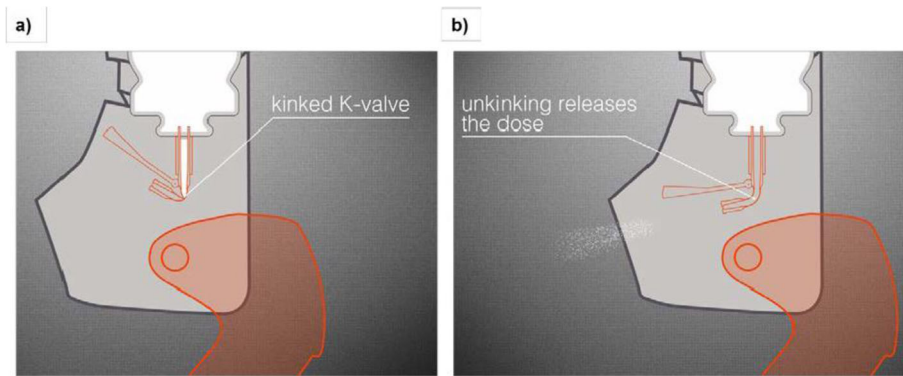 a)
b)
kinked K-valve
unkinking releases
the dose